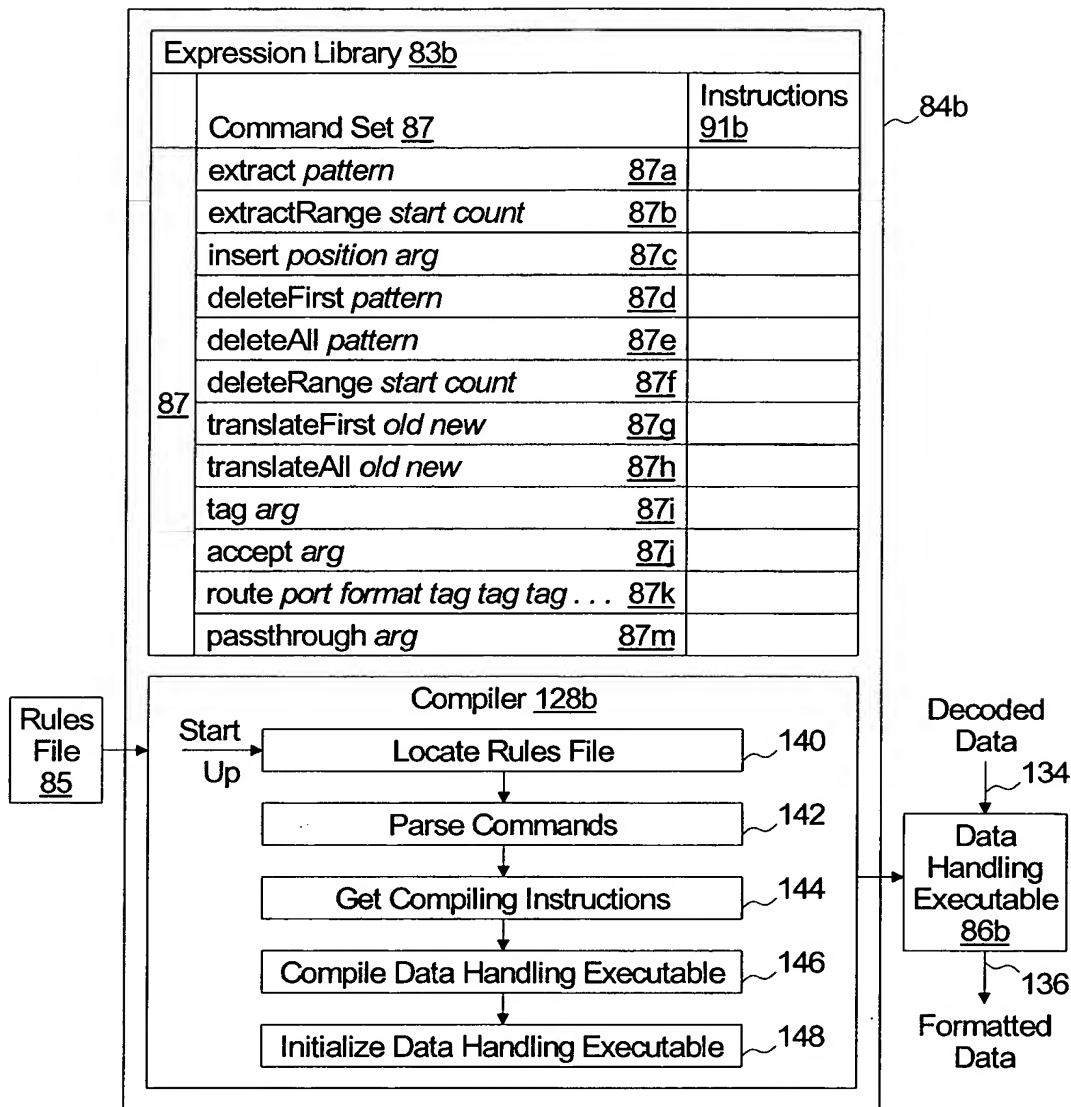 Expression Library 83b
Command Set 87
Instructions
91b
84b
87
extract pattern 87a
extractRange start count 87b
insert position arg 87c
deleteFirst pattern 87d
deleteAll pattern 87e
deleteRange start count 87f
translateFirst old new 87g
translateAll old new 87h
tag arg 87i
accept arg 87j
route port format tag tag tag . . . 87k
passthrough arg 87m
Rules
File
85
Compiler 128b
Start
Up
Locate Rules File 140
Parse Commands 142
Get Compiling Instructions 144
Compile Data Handling Executable 146
Initialize Data Handling Executable 148
Decoded
Data
134
Data
Handling
Executable
86b
136
Formatted
Data